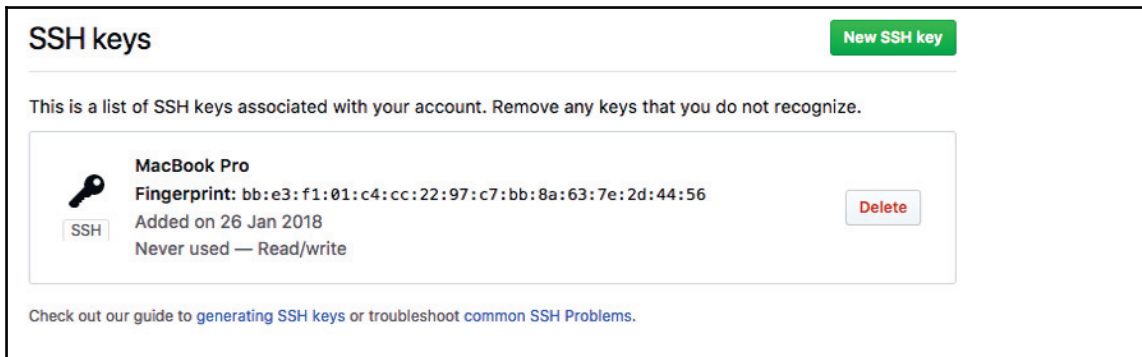 SSH keys
New SSH key
This is a list of SSH keys associated with your account. Remove any keys that you do not recognize.
MacBook Pro
Fingerprint: bb:e3:f1:01:c4:cc:22:97:c7:bb:8a:63:7e:2d:44:56
Added on 26 Jan 2018
Never used — Read/write
SSH
Delete
Check out our guide to generating SSH keys or troubleshoot common SSH Problems.